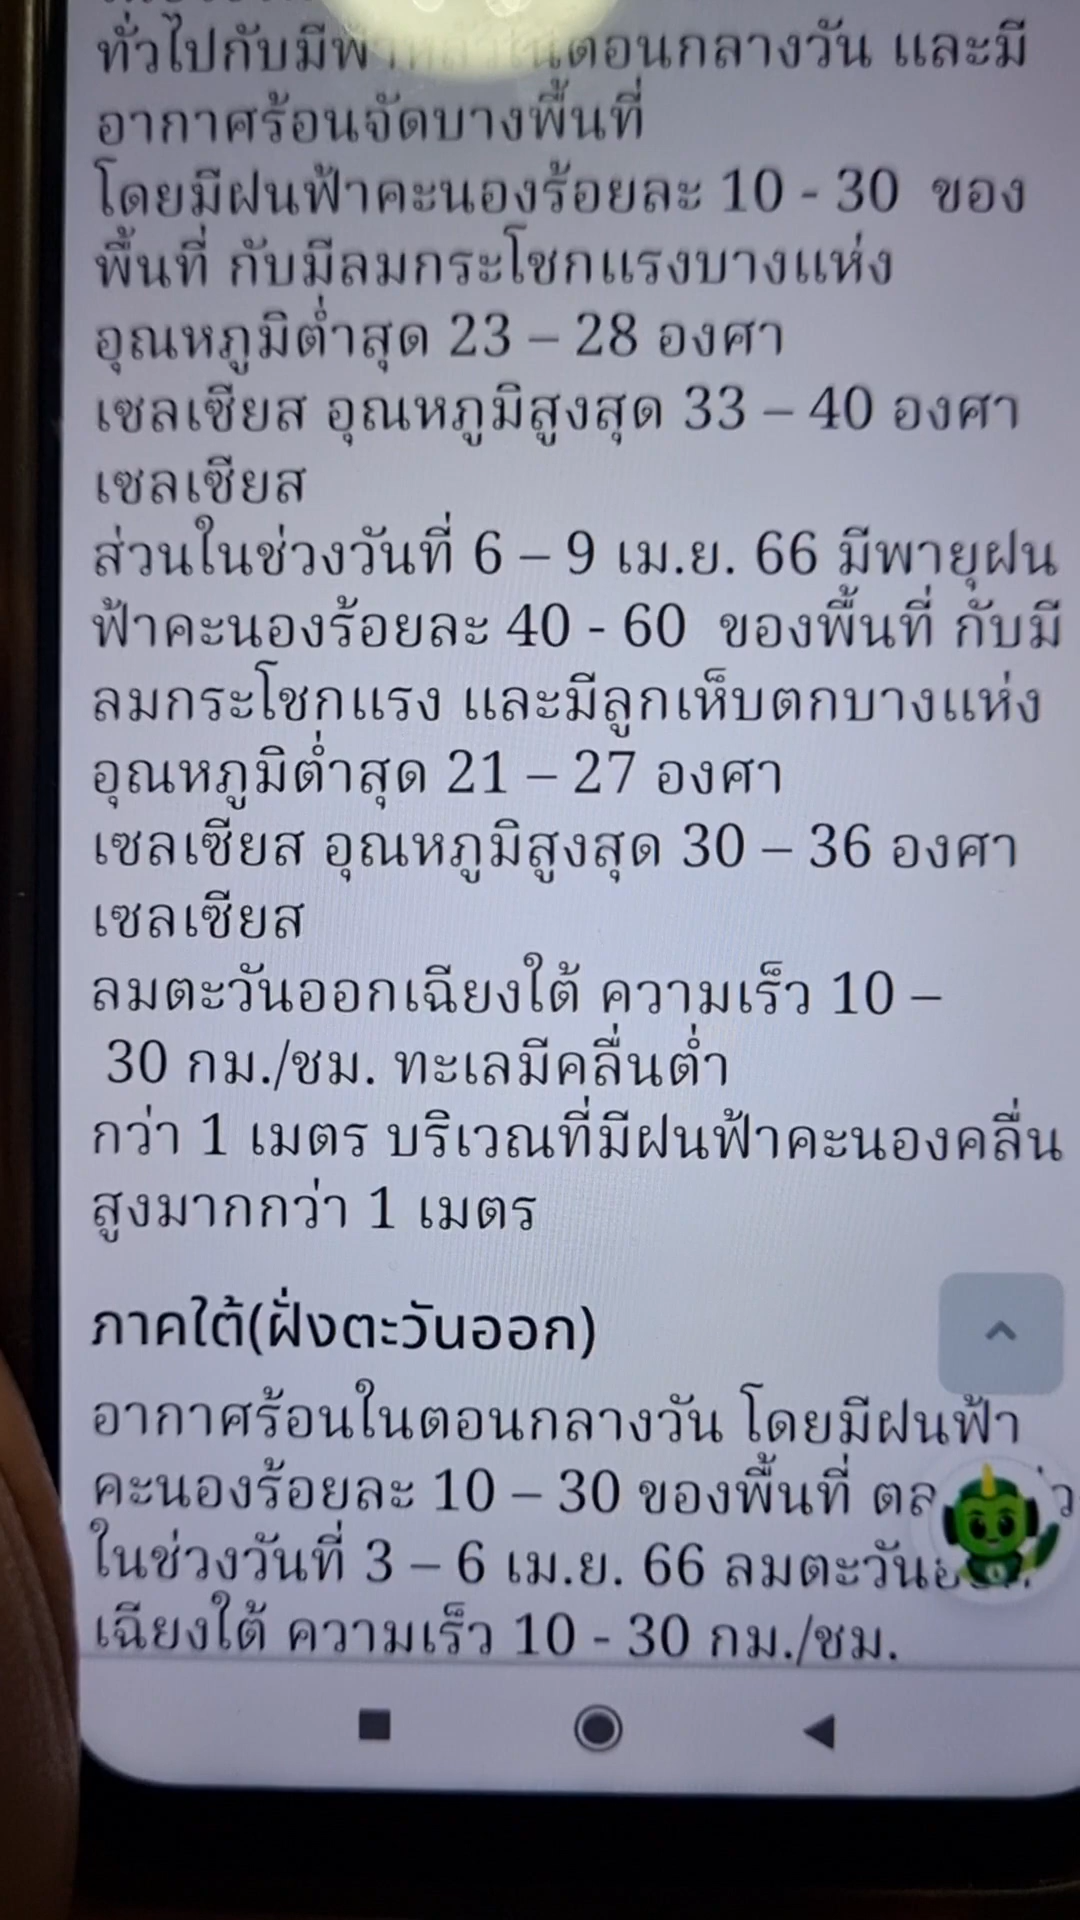 ทั่วไปกับมีฟ้าหลัวในตอนกลางวัน และมี
อากาศร้อนจัดบางพื้นที่
โดยมีฝนฟ้าคะนองร้อยละ 10 - 30 ของ
พื้นที่ กับมีลมกระโชกแรงบางแห่ง
อุณหภูมิต่ำสุด 23 – 28 องศา
เซลเซียส อุณหภูมิสูงสุด 33 – 40 องศา
เซลเซียส
ส่วนในช่วงวันที่ 6 – 9 เม.ย. 66 มีพายุฝน
ฟ้าคะนองร้อยละ 40 - 60 ของพื้นที่ กับมี
ลมกระโชกแรง และมีลูกเห็บตกบางแห่ง
อุณหภูมิต่ำสุด 21 – 27 องศา
เซลเซียส อุณหภูมิสูงสุด 30 – 36 องศา
เซลเซียส
ลมตะวันออกเฉียงใต้ ความเร็ว 10 –
30 กม./ชม. ทะเลมีคลื่นต่ำ
กว่า 1 เมตร บริเวณที่มีฝนฟ้าคะนองคลื่น
สูงมากกว่า 1 เมตร
ภาคใต้(ฝั่งตะวันออก)
อากาศร้อนในตอนกลางวัน โดยมีฝนฟ้า
คะนองร้อยละ 10 – 30 ของพื้นที่
ในช่วงวันที่ 3 – 6 เม.ย. 66 ลมตะวันออก
เฉียงใต้ ความเร็ว 10 - 30 กม./ชม.